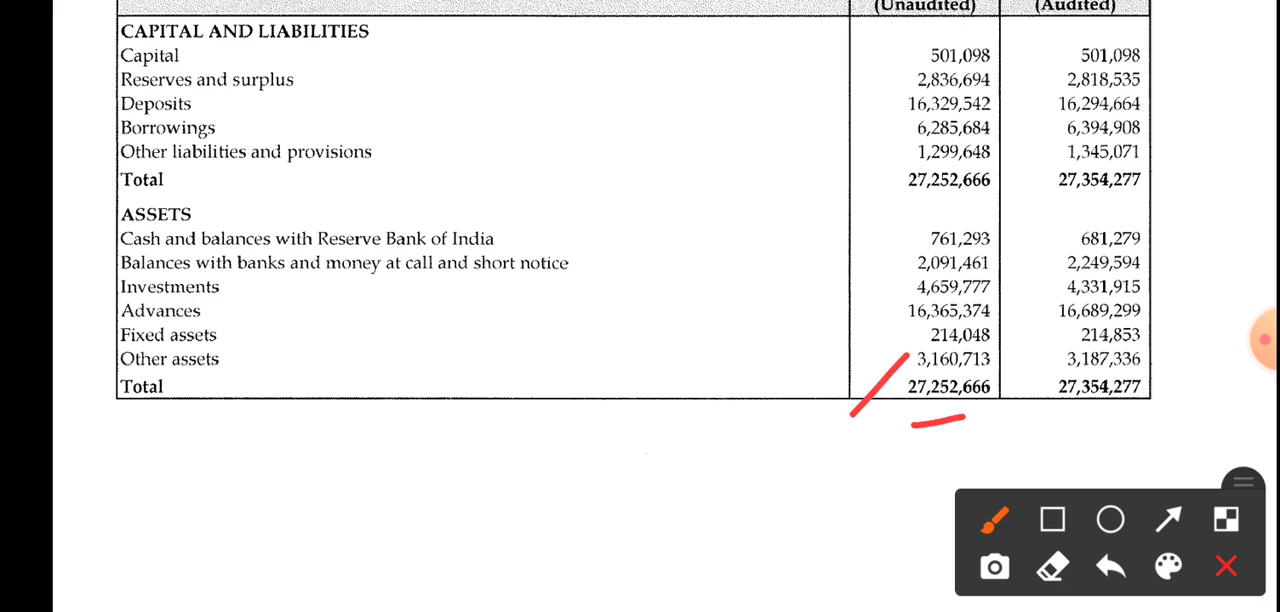 (Unaudited) (Audited)
CAPITAL AND LIABILITIES
Capital 501,098 501,098
Reserves and surplus 2,836,694 2,818,535
Deposits 16,329,542 16,294,664
Borrowings 6,285,684 6,394,908
Other liabilities and provisions 1,299,648 1,345,071
Total 27,252,666 27,354,277
ASSETS
Cash and balances with Reserve Bank of India 761,293 681,279
Balances with banks and money at call and short notice 2,091,461 2,249,594
Investments 4,659,777 4,331,915
Advances 16,365,374 16,689,299
Fixed assets 214,048 214,853
Other assets 3,160,713 3,187,336
Total 27,252,666 27,354,277